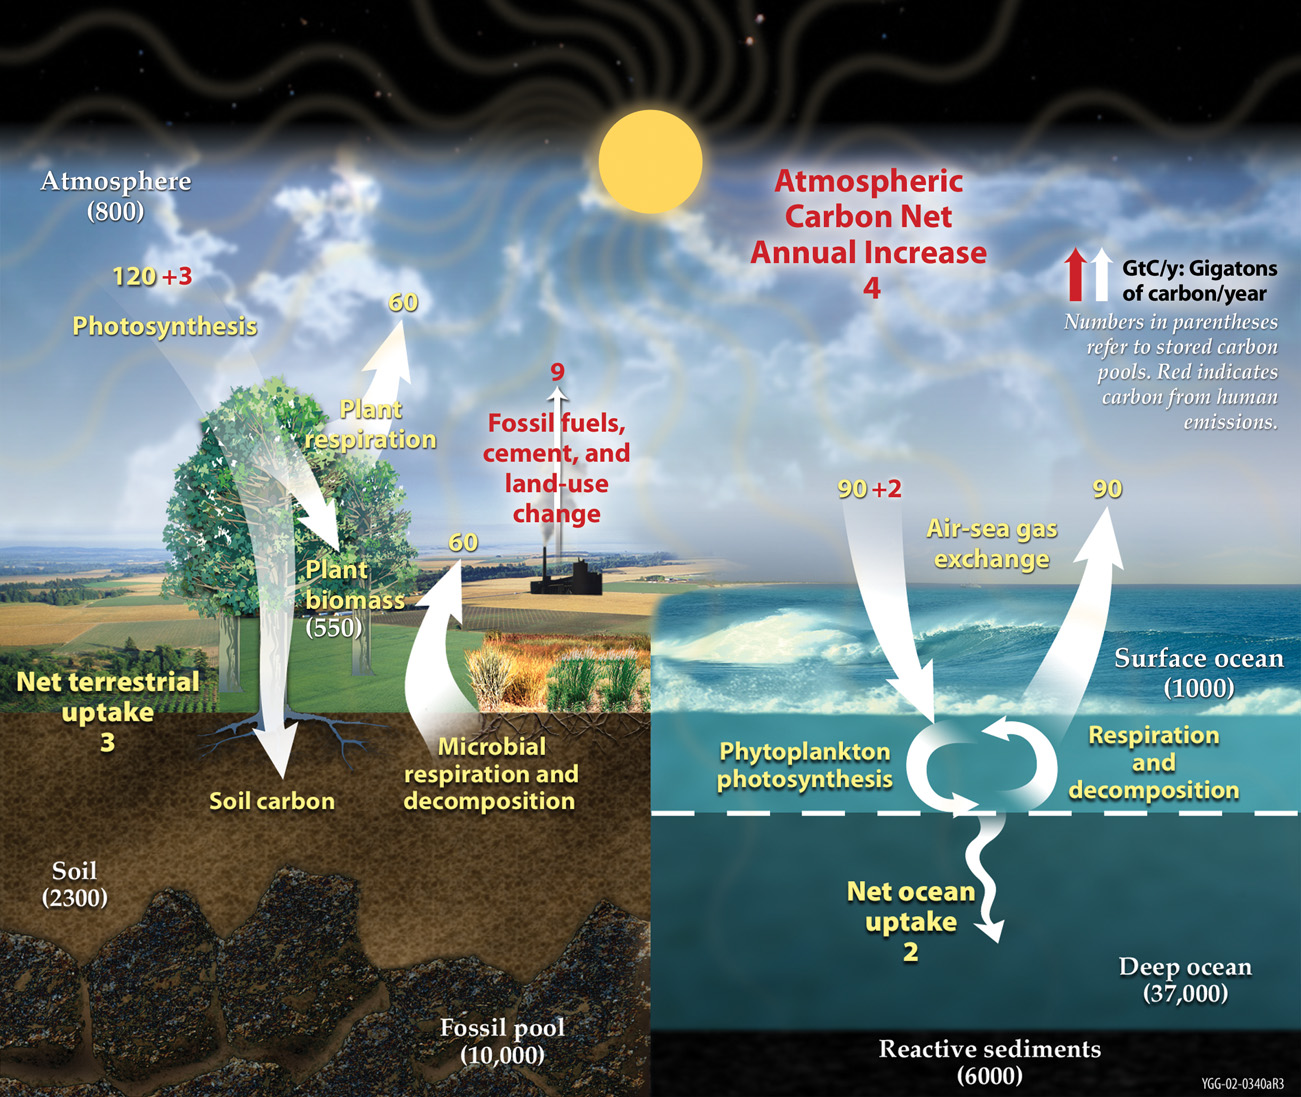 Atmosphere
(800)
120 +3
Photosynthesis
60
Plant
respiration
Plant
biomass
(550)
9
Fossil fuels,
cement, and
land-use
change
60
Net terrestrial
uptake
3
Soil carbon
Microbial
respiration and
decomposition
Soil
(2300)
Fossil pool
(10,000)
Atmospheric
Carbon Net
Annual Increase
4
GtC/y: Gigatons
of carbon/year
Numbers in parentheses
refer to stored carbon
pools. Red indicates
carbon from human
emissions.
90 +2
Air-sea gas
exchange
90
Surface ocean
(1000)
Phytoplankton
photosynthesis
Respiration
and
decomposition
Net ocean
uptake
2
Deep ocean
(37,000)
Reactive sediments
(6000)
YGG-02-0340aR3